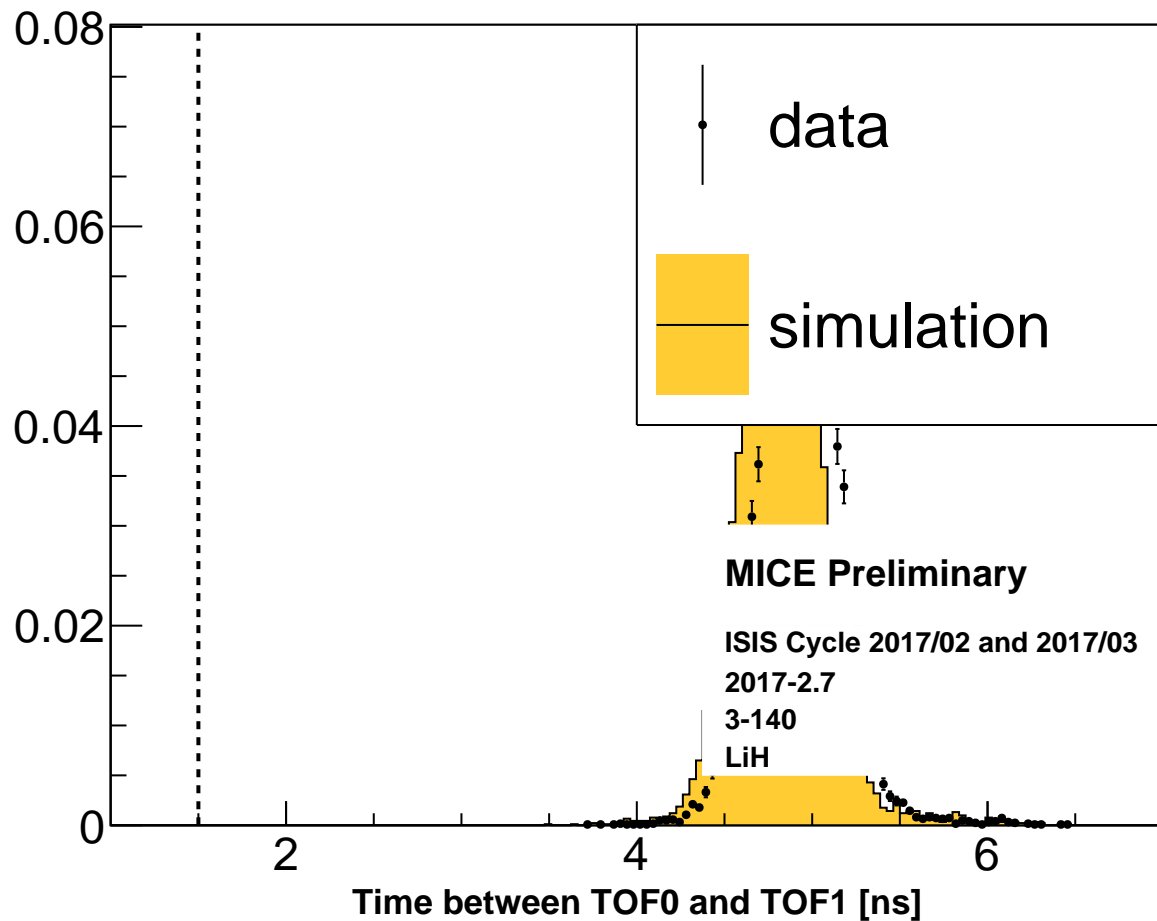 0.08
data
0.06
simulation
0.04
MICE Preliminary
0.02
ISIS Cycle 2017/02 and 2017/03
2017-2.7
3-140
LiH
0
2
4
6
Time between TOF0 and TOF1 [ns]